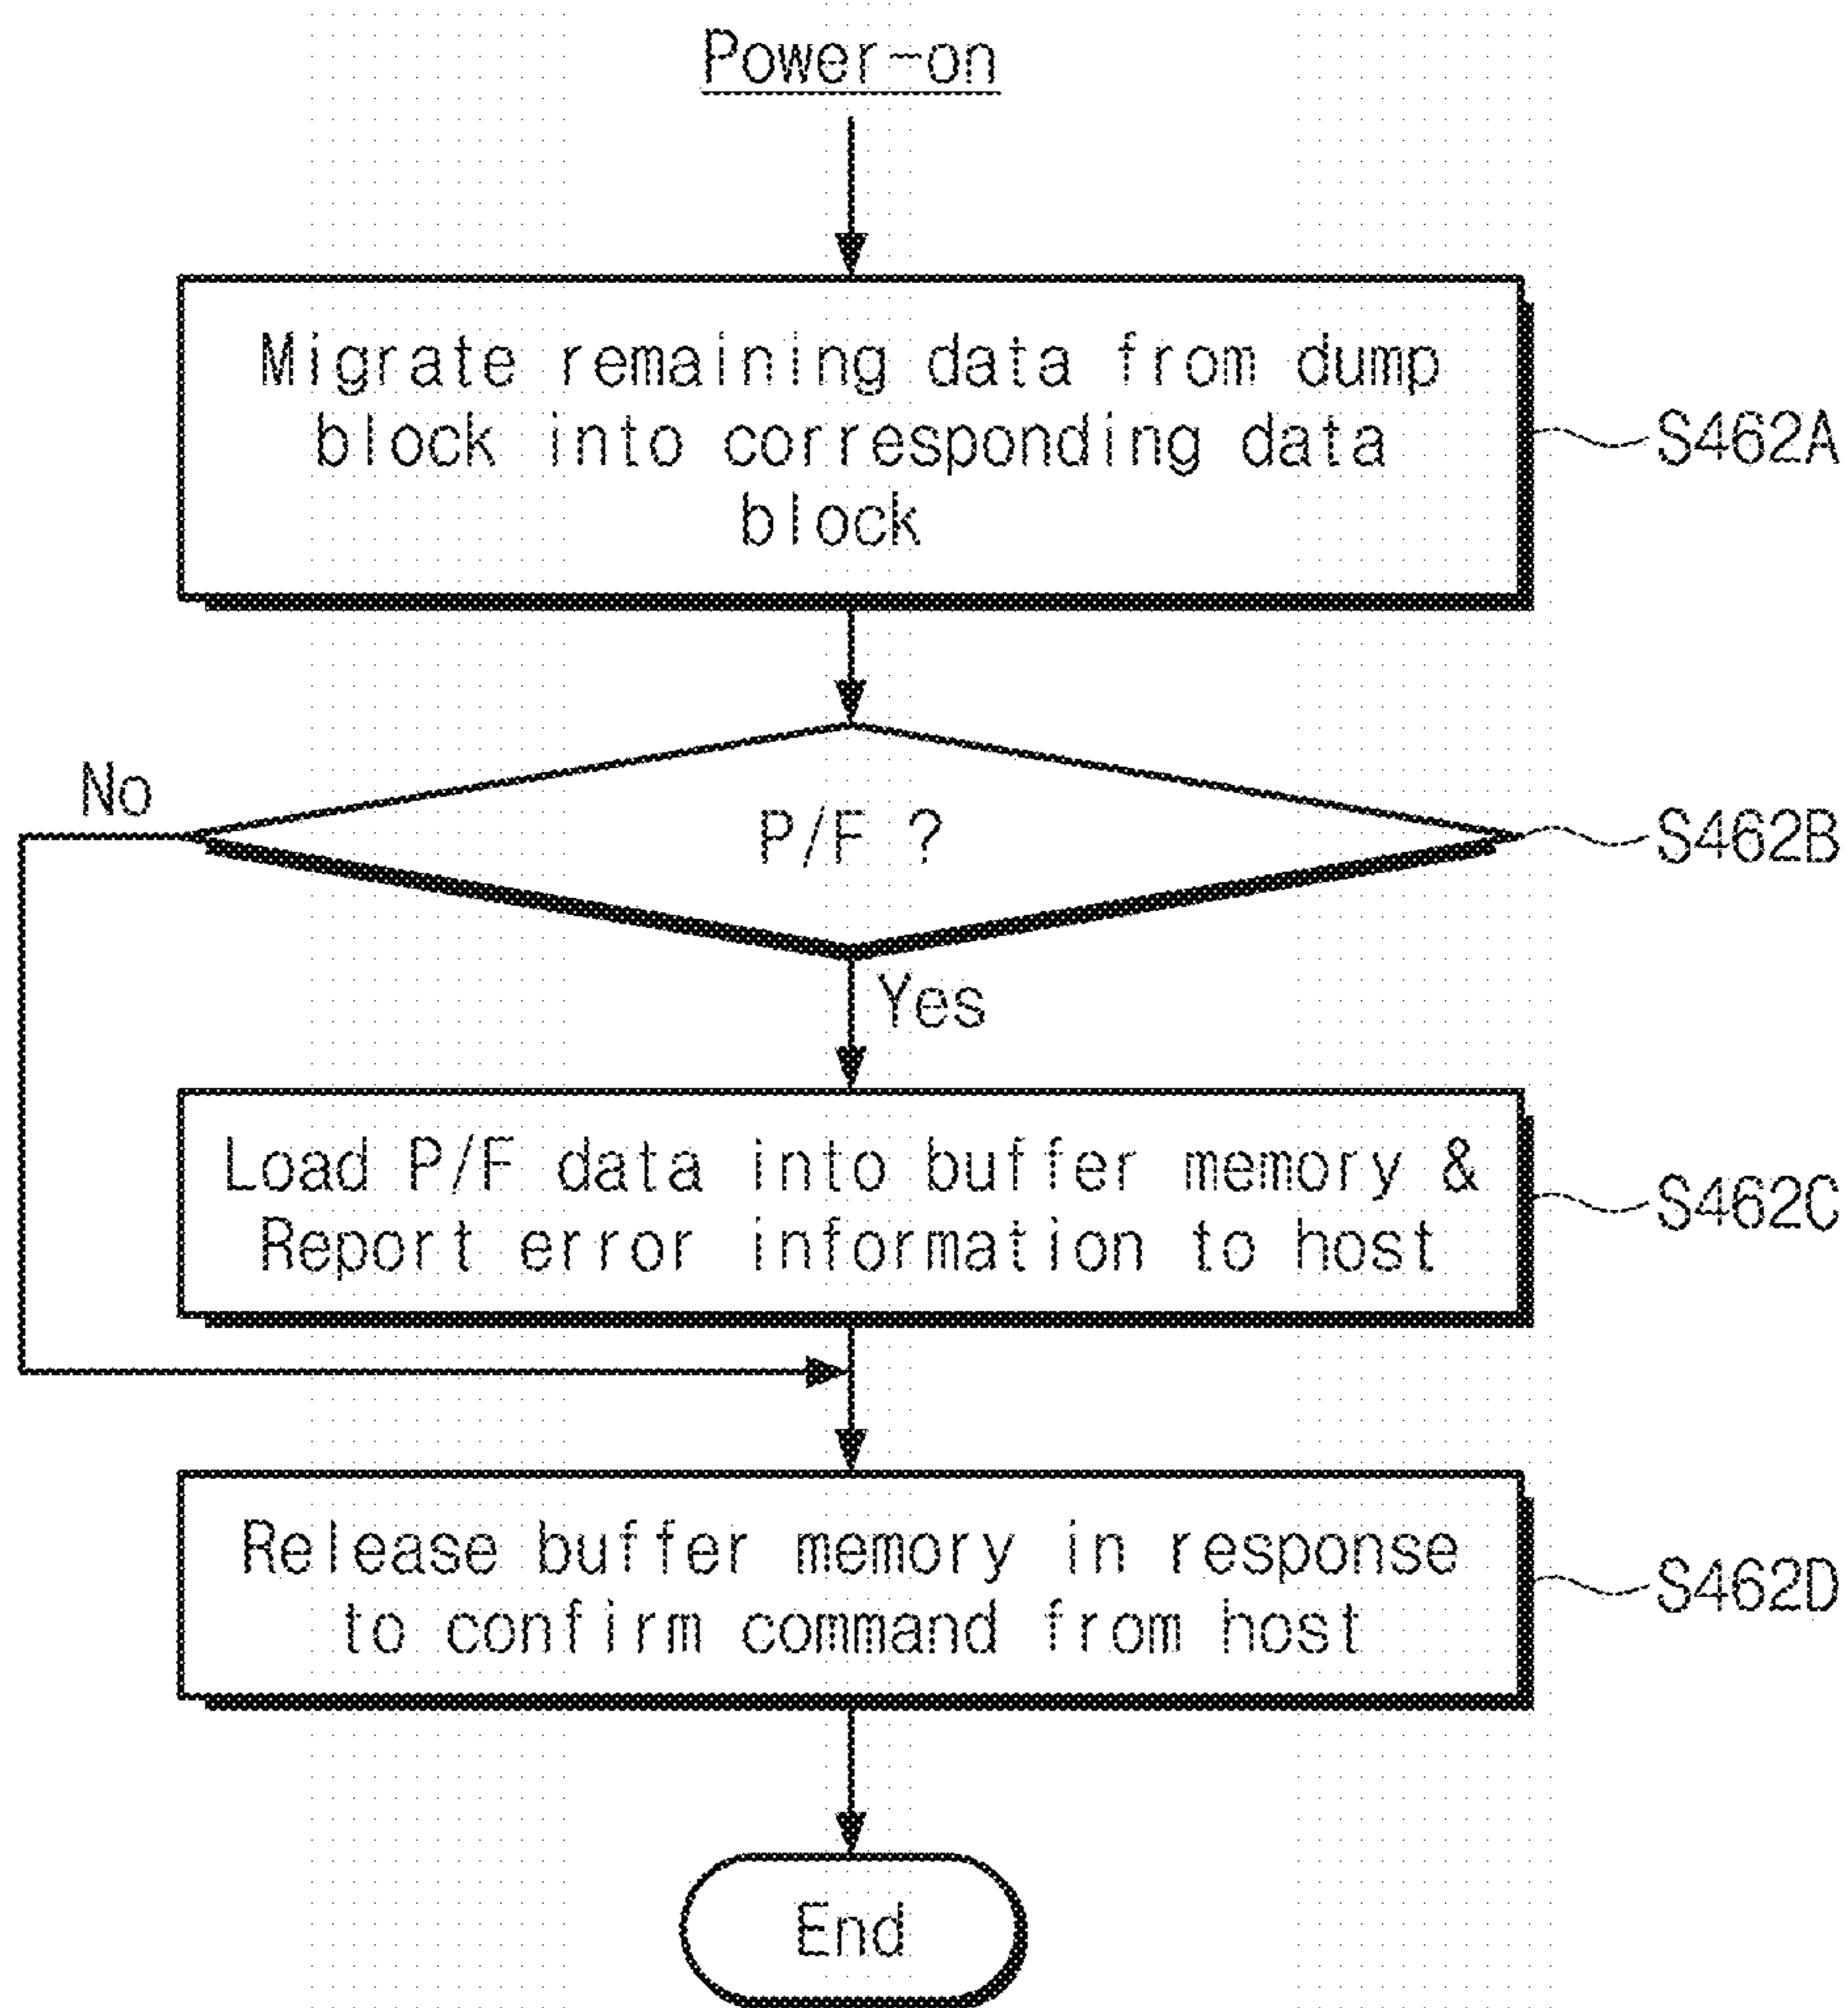 Power-on
Migrate remaining data from dump
block into corresponding data
block
S462A
No
P/F ?
S462B
Yes
Load P/F data into buffer memory &
Report error information to host
S462C
Release buffer memory in response
to confirm command from host
S462D
End